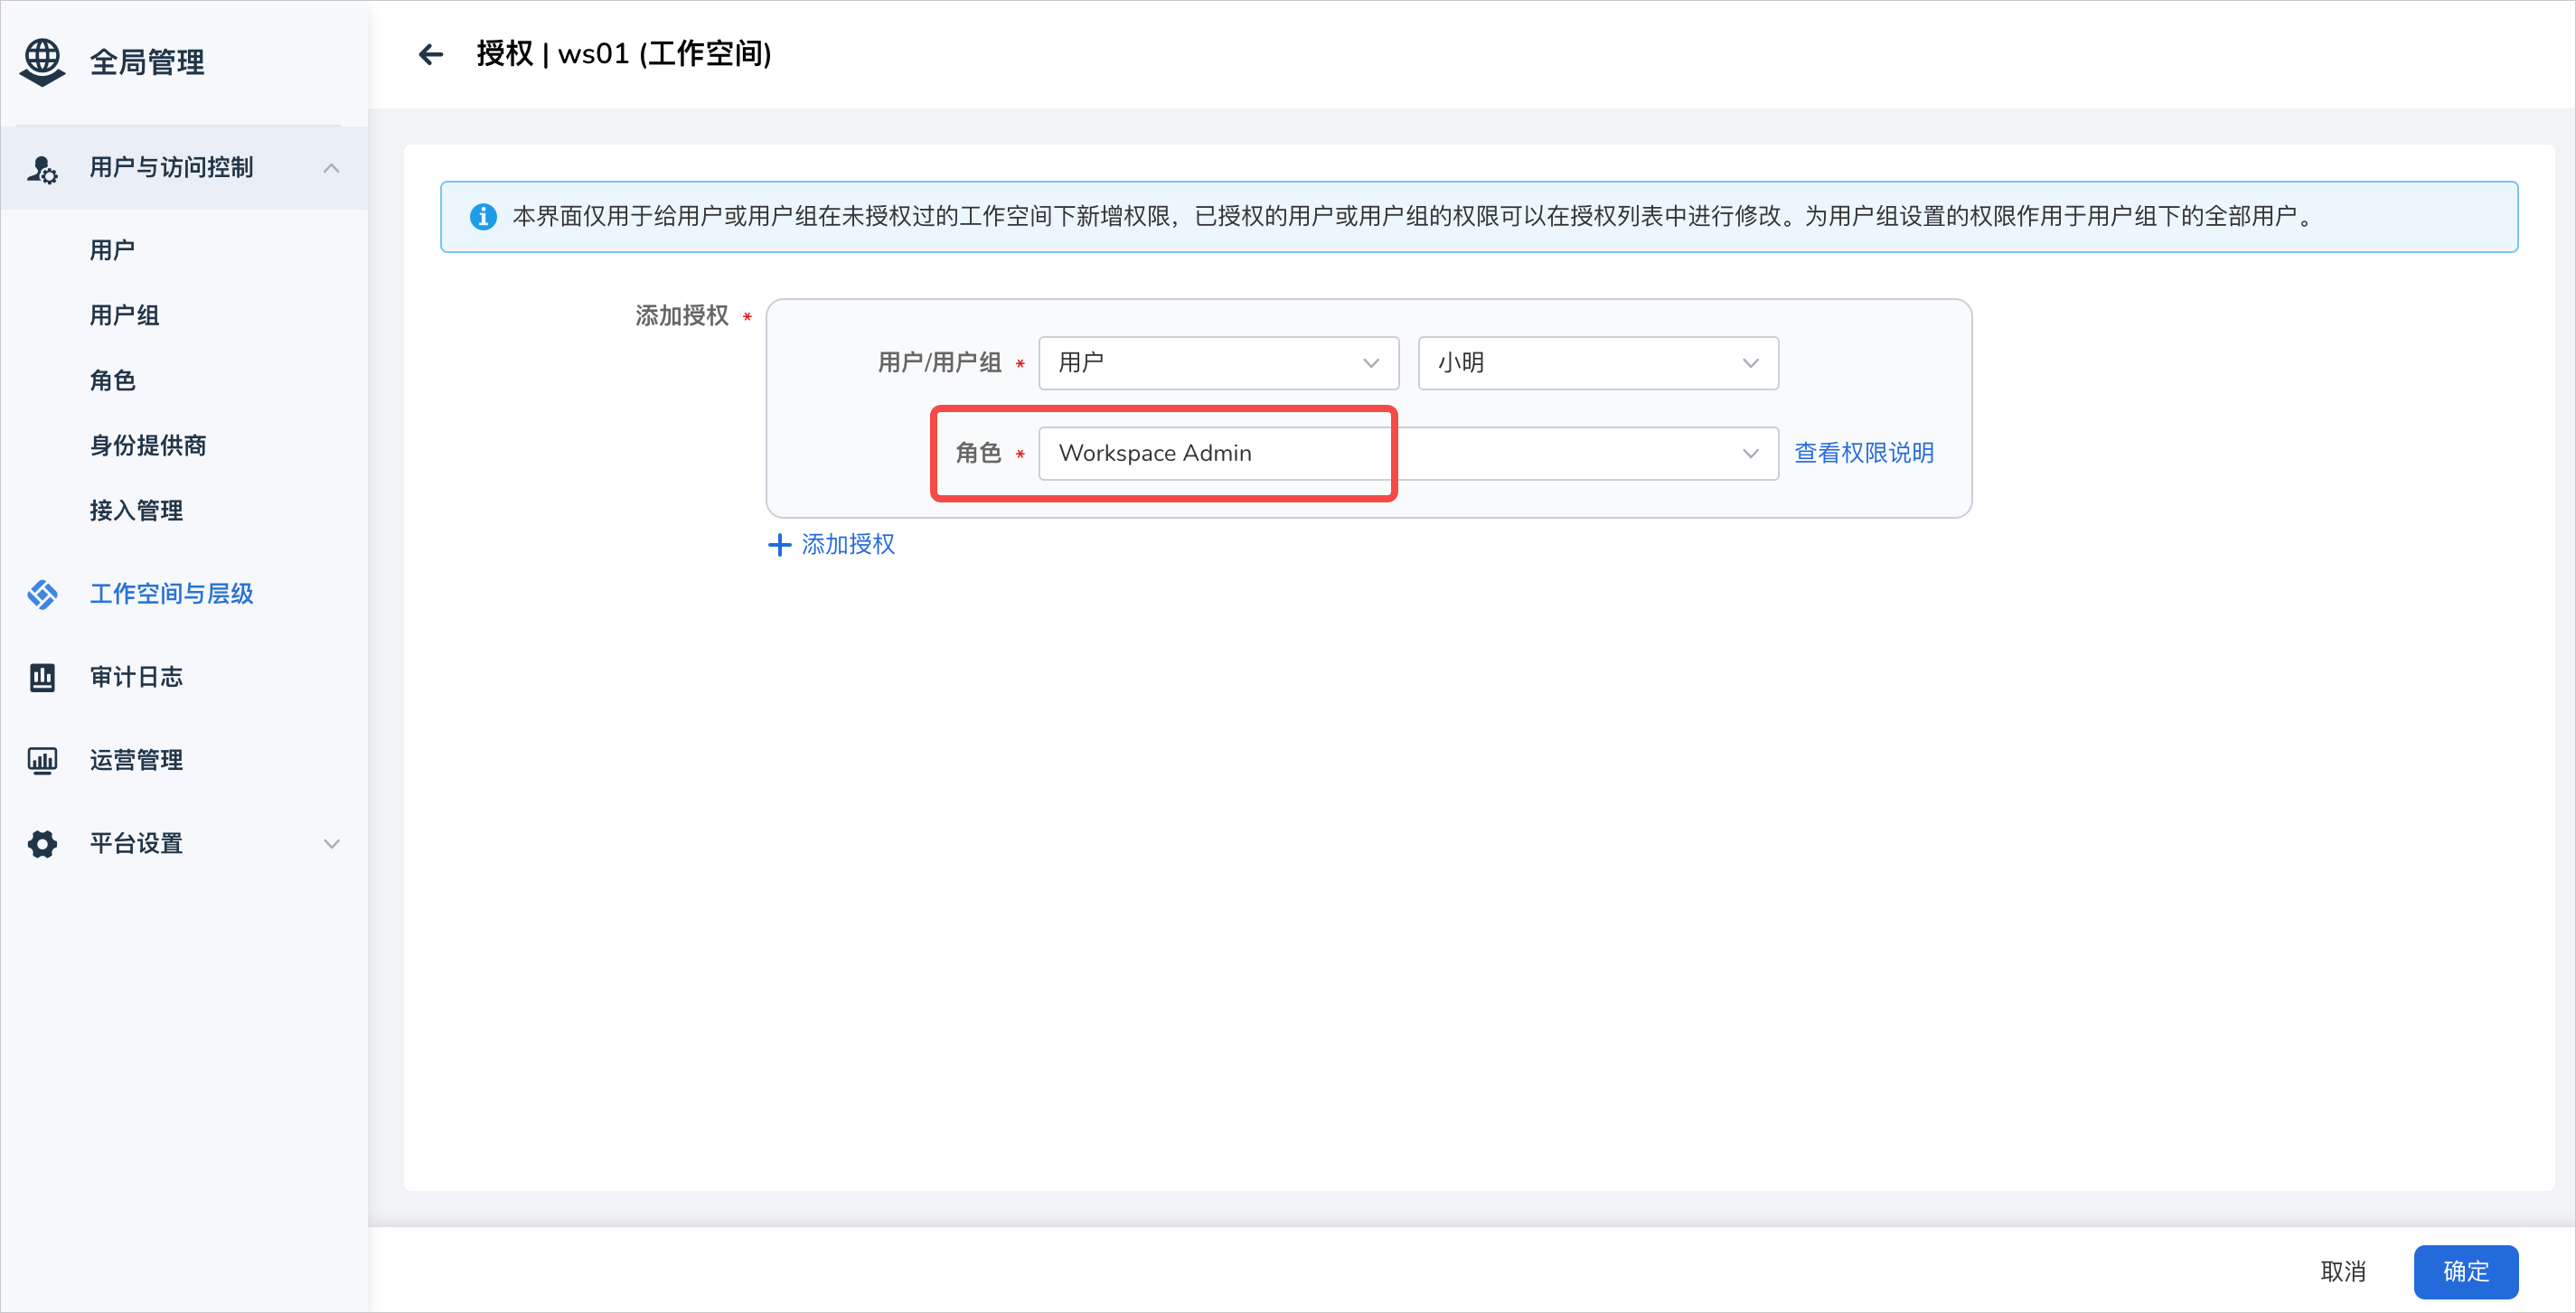 全局管理
用户与访问控制
用户
用户组
角色
身份提供商
接入管理
工作空间与层级
审计日志
运营管理
平台设置
授权 | ws01 (工作空间)
本界面仅用于给用户或用户组在未授权过的工作空间下新增权限，已授权的用户或用户组的权限可以在授权列表中进行修改。为用户组设置的权限作用于用户组下的全部用户。
添加授权 *
用户/用户组 * 用户 小明
角色 * Workspace Admin 查看权限说明
添加授权
取消 确定